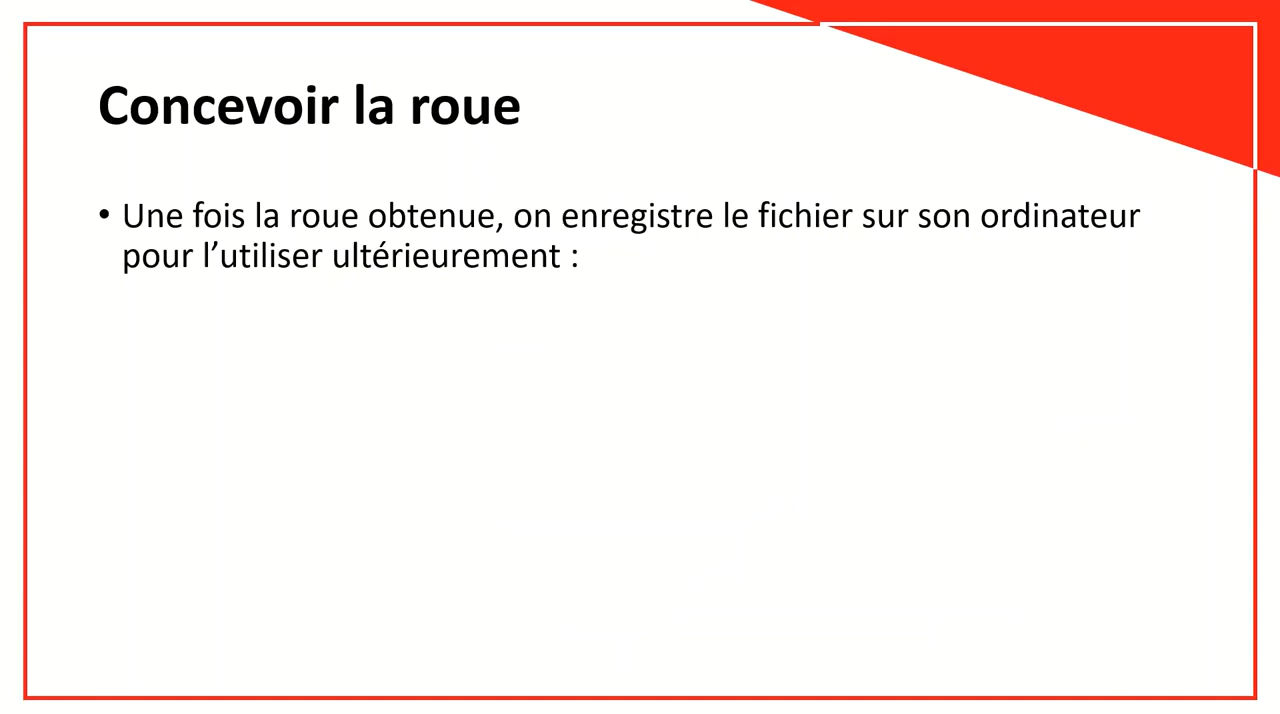 Concevoir la roue
• Une fois la roue obtenue, on enregistre le fichier sur son ordinateur
pour l’utiliser ultérieurement :